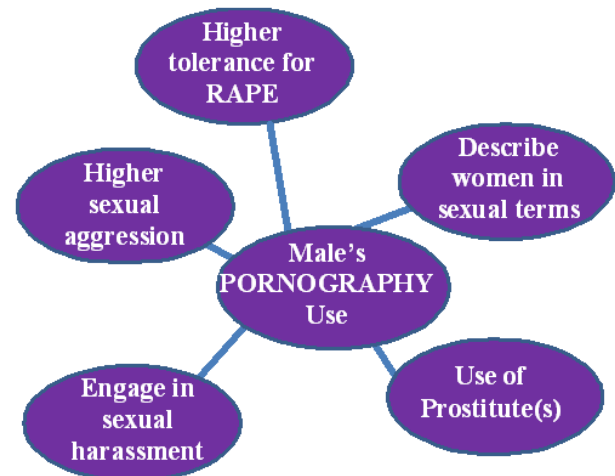 Higher
tolerance for
RAPE
Describe
women in
sexual terms
Higher
sexual
aggression
Male's
PORNOGRAPHY
Use
Use of
Prostitute(s)
Engage in
sexual
harassment